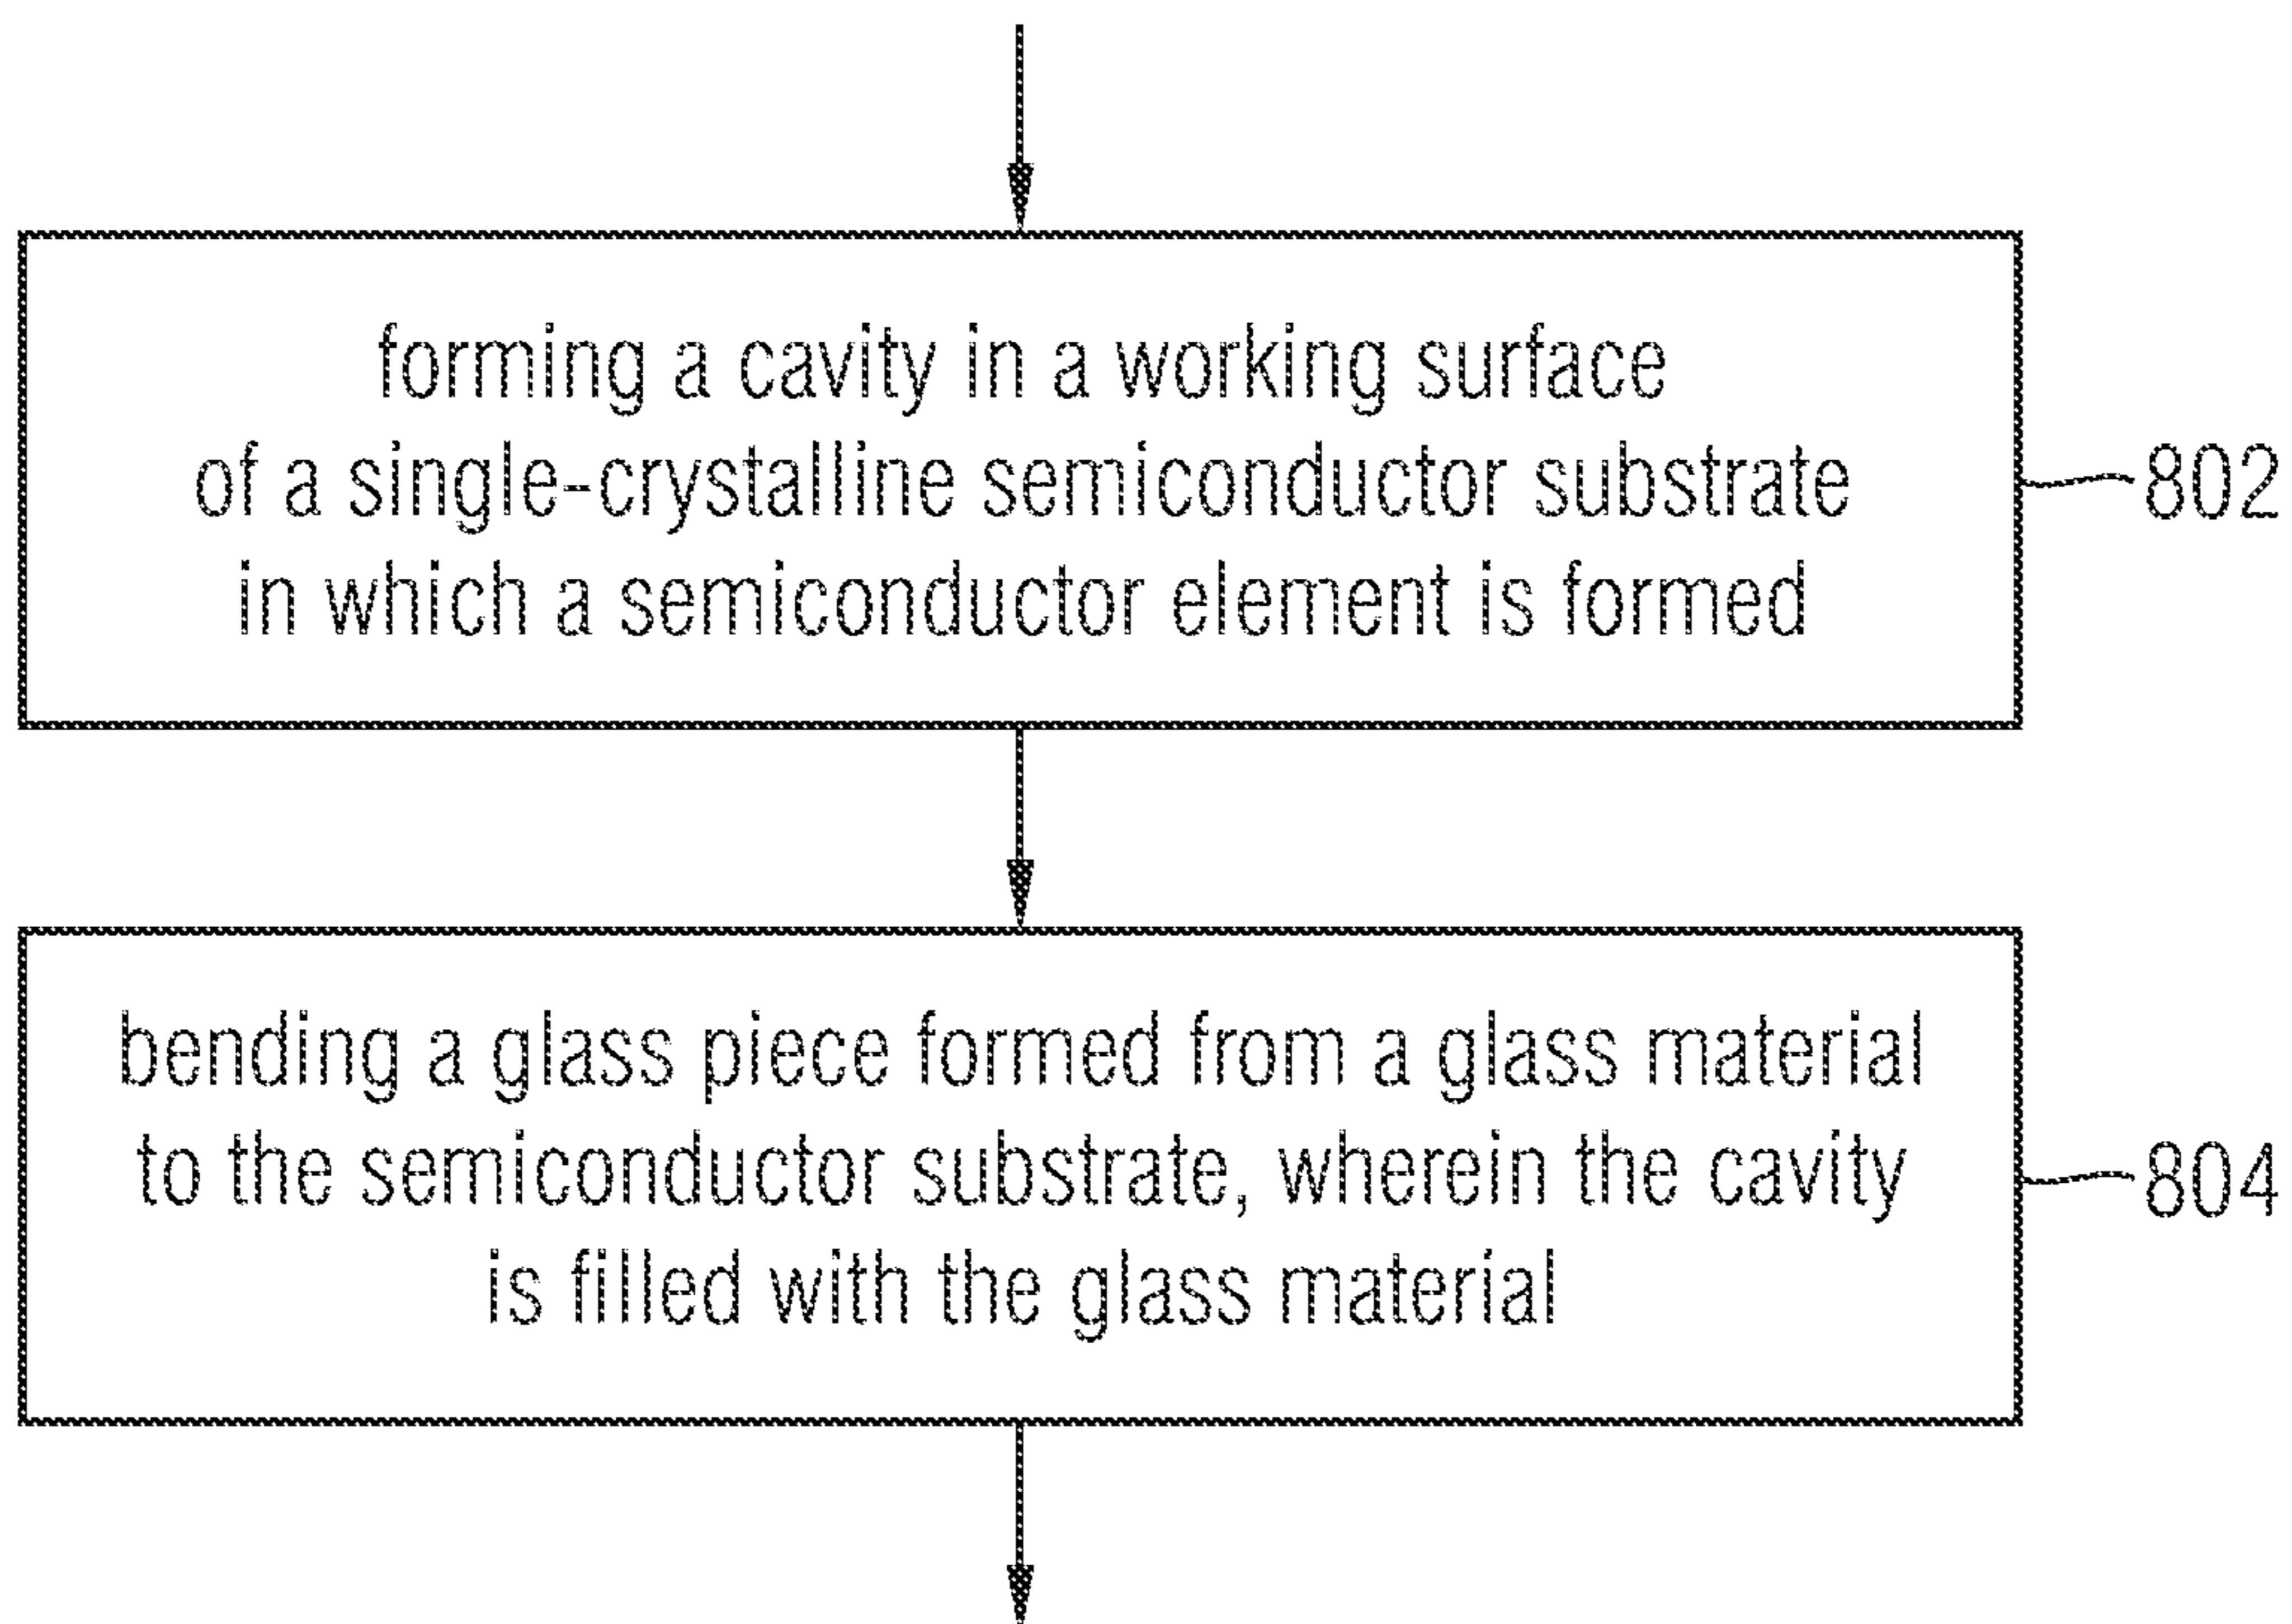 forming a cavity in a working surface
of a single-crystalline semiconductor substrate
in which a semiconductor element is formed
802
bending a glass piece formed from a glass material
to the semiconductor substrate, wherein the cavity
is filled with the glass material
804